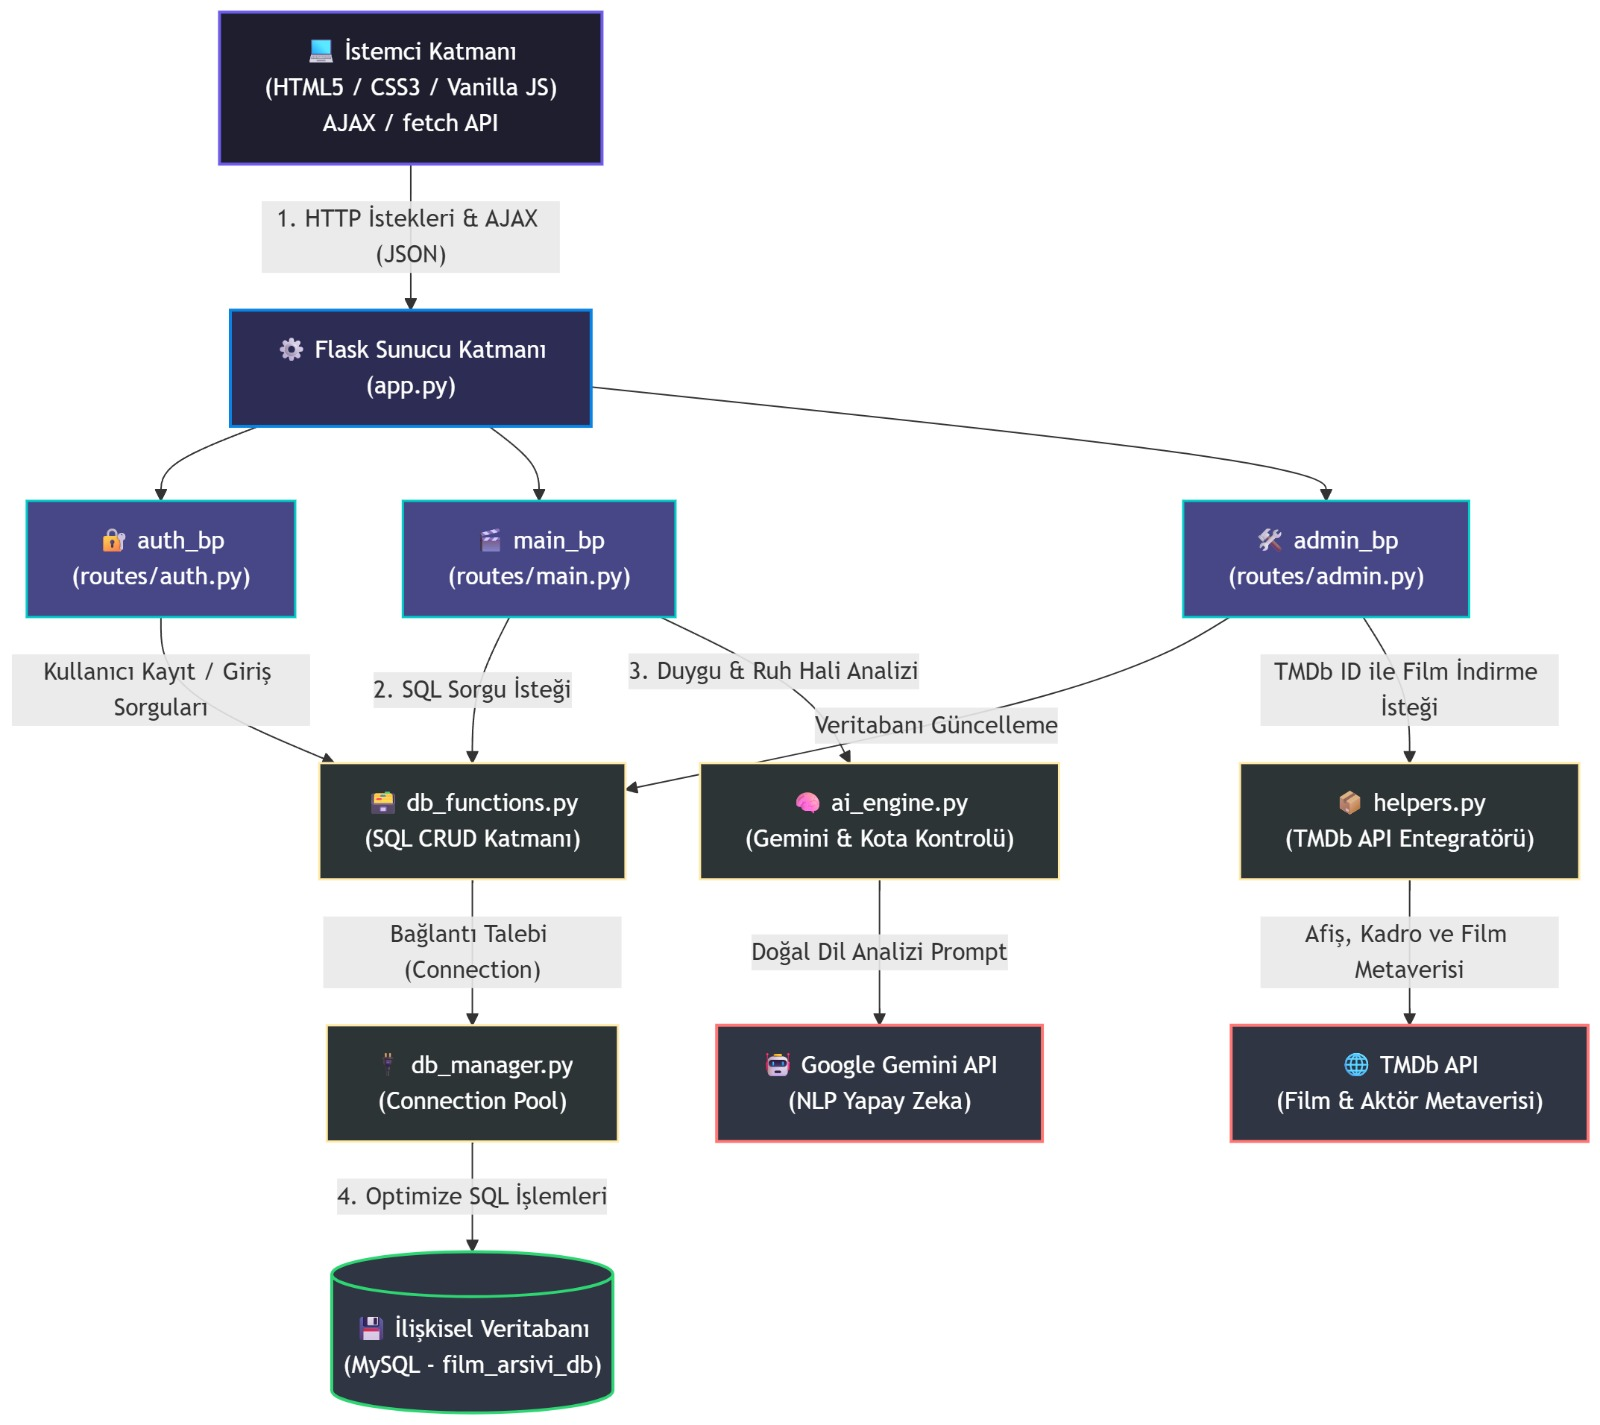 İstemci Katmanı
(HTML5 / CSS3 / Vanilla JS)
AJAX / fetch API
1. HTTP İstekleri & AJAX
(JSON)
Flask Sunucu Katmanı
(app.py)
auth_bp
(routes/auth.py)
main_bp
(routes/main.py)
admin_bp
(routes/admin.py)
Kullanıcı Kayıt / Giriş
Sorguları
2. SQL Sorgu İsteği
3. Duygu & Ruh Hali Analizi
Veritabanı Güncelleme
TMDb ID ile Film İndirme
İsteği
db_functions.py
(SQL CRUD Katmanı)
ai_engine.py
(Gemini & Kota Kontrolü)
helpers.py
(TMDb API Entegratörü)
Bağlantı Talebi
(Connection)
Doğal Dil Analizi Prompt
Afiş, Kadro ve Film
Metaverisi
db_manager.py
(Connection Pool)
Google Gemini API
(NLP Yapay Zeka)
TMDb API
(Film & Aktör Metaverisi)
4. Optimize SQL İşlemleri
İlişkisel Veritabanı
(MySQL - film_arsivi_db)